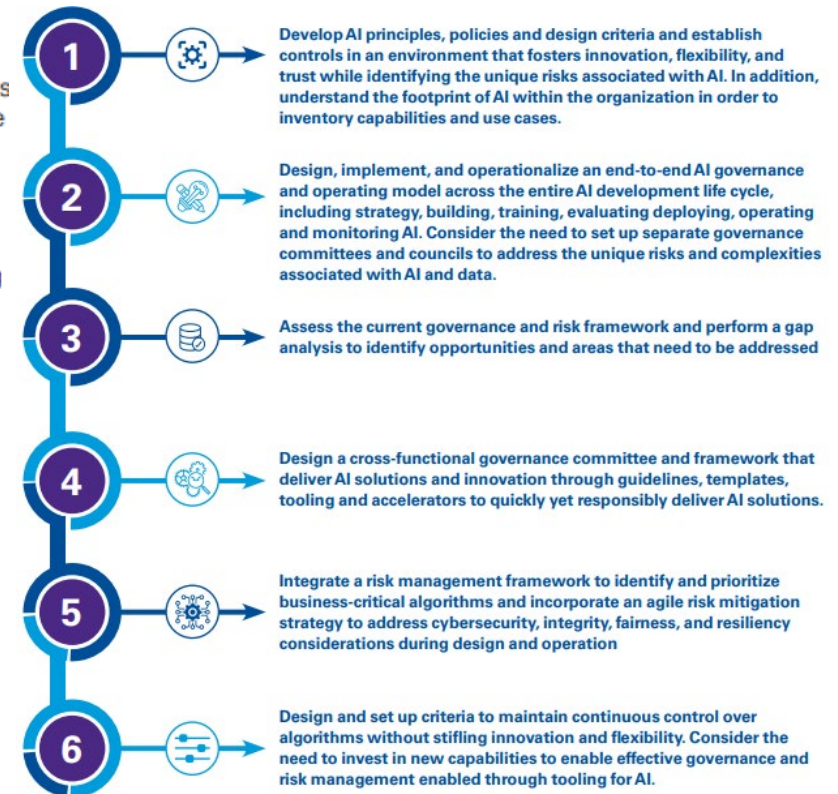 1
Develop AI principles, policies and design criteria and establish
controls in an environment that fosters innovation, flexibility, and
trust while identifying the unique risks associated with AI. In addition,
understand the footprint of AI within the organization in order to
inventory capabilities and use cases.
2
Design, implement, and operationalize an end-to-end AI governance
and operating model across the entire AI development life cycle,
including strategy, building, training, evaluating deploying, operating
and monitoring AI. Consider the need to set up separate governance
committees and councils to address the unique risks and complexities
associated with AI and data.
3
Assess the current governance and risk framework and perform a gap
analysis to identify opportunities and areas that need to be addressed
4
Design a cross-functional governance committee and framework that
deliver AI solutions and innovation through guidelines, templates,
tooling and accelerators to quickly yet responsibly deliver AI solutions.
5
Integrate a risk management framework to identify and prioritize
business-critical algorithms and incorporate an agile risk mitigation
strategy to address cybersecurity, integrity, fairness, and resiliency
considerations during design and operation
6
Design and set up criteria to maintain continuous control over
algorithms without stifling innovation and flexibility. Consider the
need to invest in new capabilities to enable effective governance and
risk management enabled through tooling for AI.